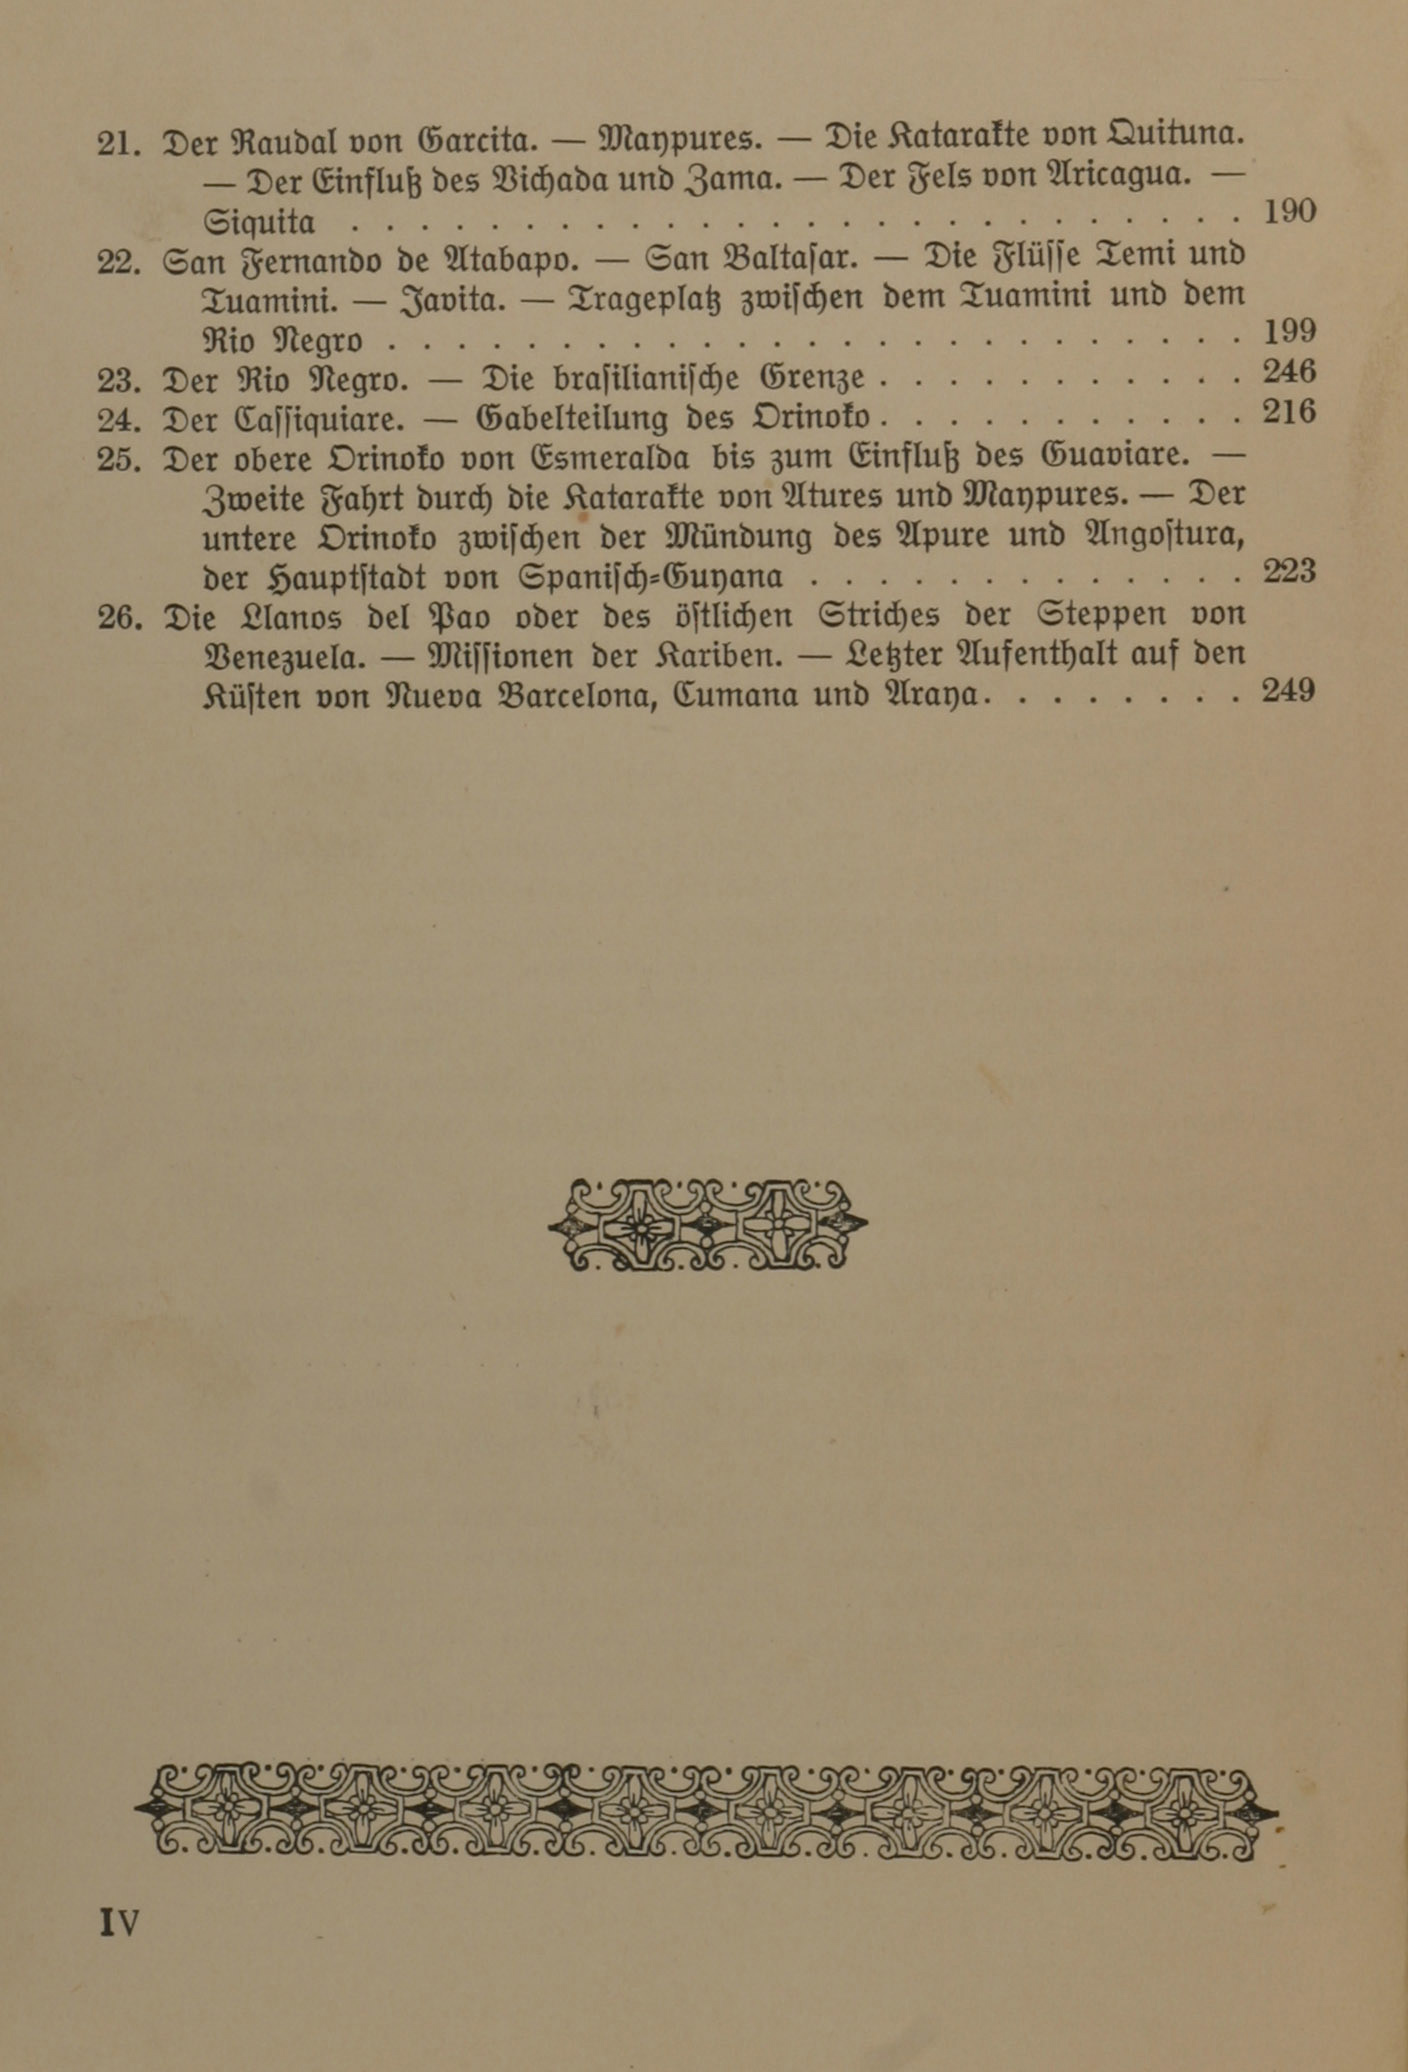 21. Der Raudal von Garcita. — Maypures. — Die Katarakte von Quituna.
— Der Einfluß des Vichada und Zama. — Der Fels von Aricagua. —
Siquita . . . . . . . . . . . . . . . . . . . . . . . . . 190
22. San Fernando de Atabapo. — San Baltasar. — Die Flüsse Temi und
Tuamini. — Javita. — Trageplatz zwischen dem Tuamini und dem
Rio Negro . . . . . . . . . . . . . . . . . . . . . . . . 199
23. Der Rio Negro. — Die brasilianische Grenze . . . . . . . . . . . 246
24. Der Cassiquiare. — Gabelteilung des Orinoko . . . . . . . . . . . 216
25. Der obere Orinoko von Esmeralda bis zum Einfluß des Guaviare. —
Zweite Fahrt durch die Katarakte von Atures und Maypures. — Der
untere Orinoko zwischen der Mündung des Apure und Angostura,
der Hauptstadt von Spanisch-Guyana . . . . . . . . . . . . . 223
26. Die Llanos del Pao oder des östlichen Striches der Steppen von
Venezuela. — Missionen der Kariben. — Letzter Aufenthalt auf den
Küsten von Nueva Barcelona, Cumana und Araya. . . . . . . . 249
IV